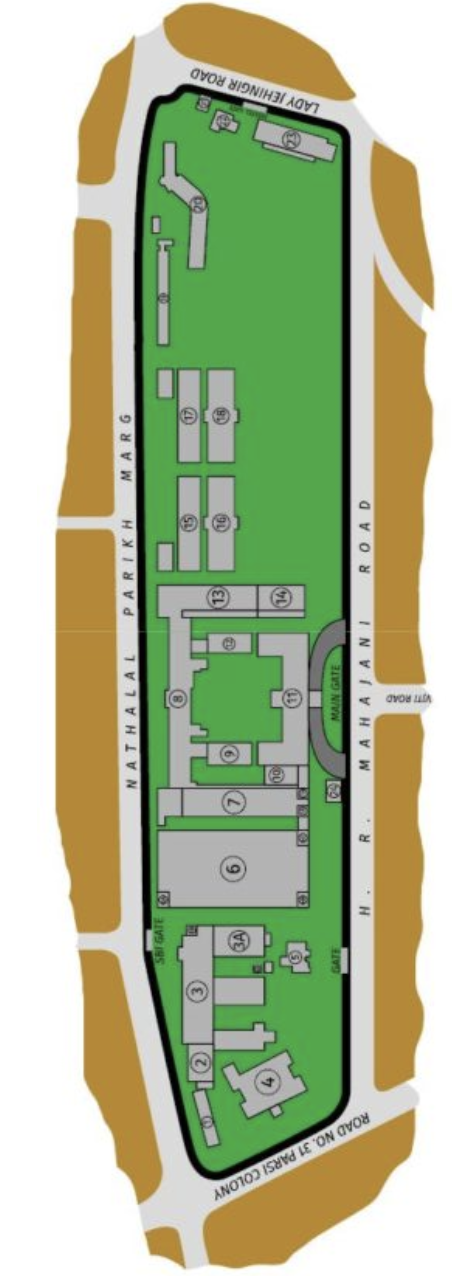 LADY JEHINGIR ROAD
23
20
17
18
15
16
NATHALAL PARIKH MARG
13
14
12
8
11
MAIN GATE
VJTI ROAD
H. R. MAHAJANI ROAD
9
10
7
24
6
SBI GATE
3A
5
GATE
3
2
4
1
ROAD NO. 31 PARSI COLONY